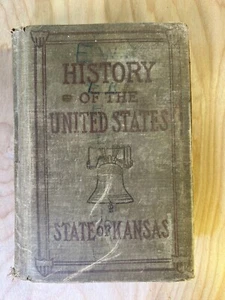 HISTORY
OF THE
UNITED STATES
STATE OF KANSAS